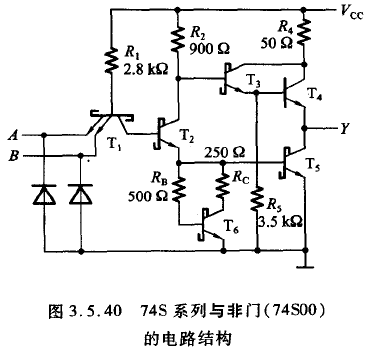 V_CC
R_2
900 Ω
R_4
50 Ω
R_1
2.8 kΩ
T_3
T_4
A
B
T_1
T_2
Y
250 Ω
T_5
R_B
500 Ω
R_C
R_5
3.5 kΩ
T_6
图 3.5.40 74S 系列与非门(74S00)
的电路结构